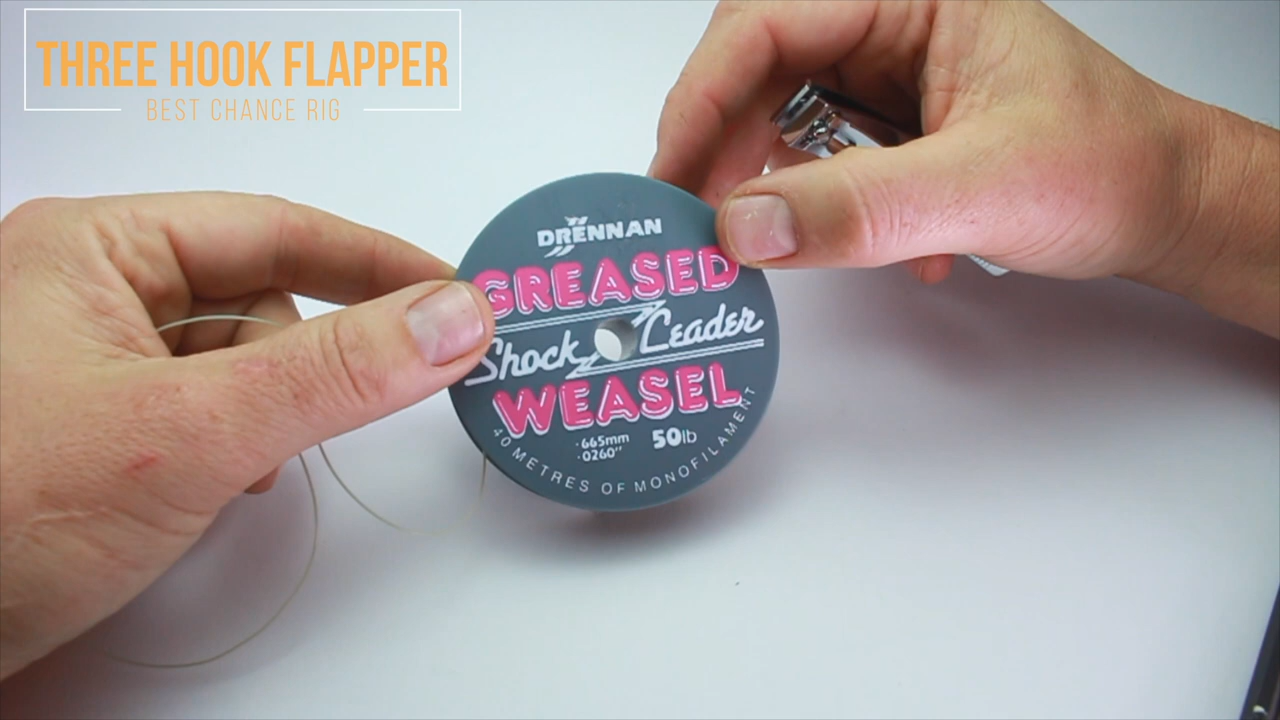 THREE HOOK FLAPPER
BEST CHANCE RIG
DRENNAN
GREASED
Shock Leader
WEASEL
.665mm
.0260"
50lb
40 METRES OF MONOFILAMENT